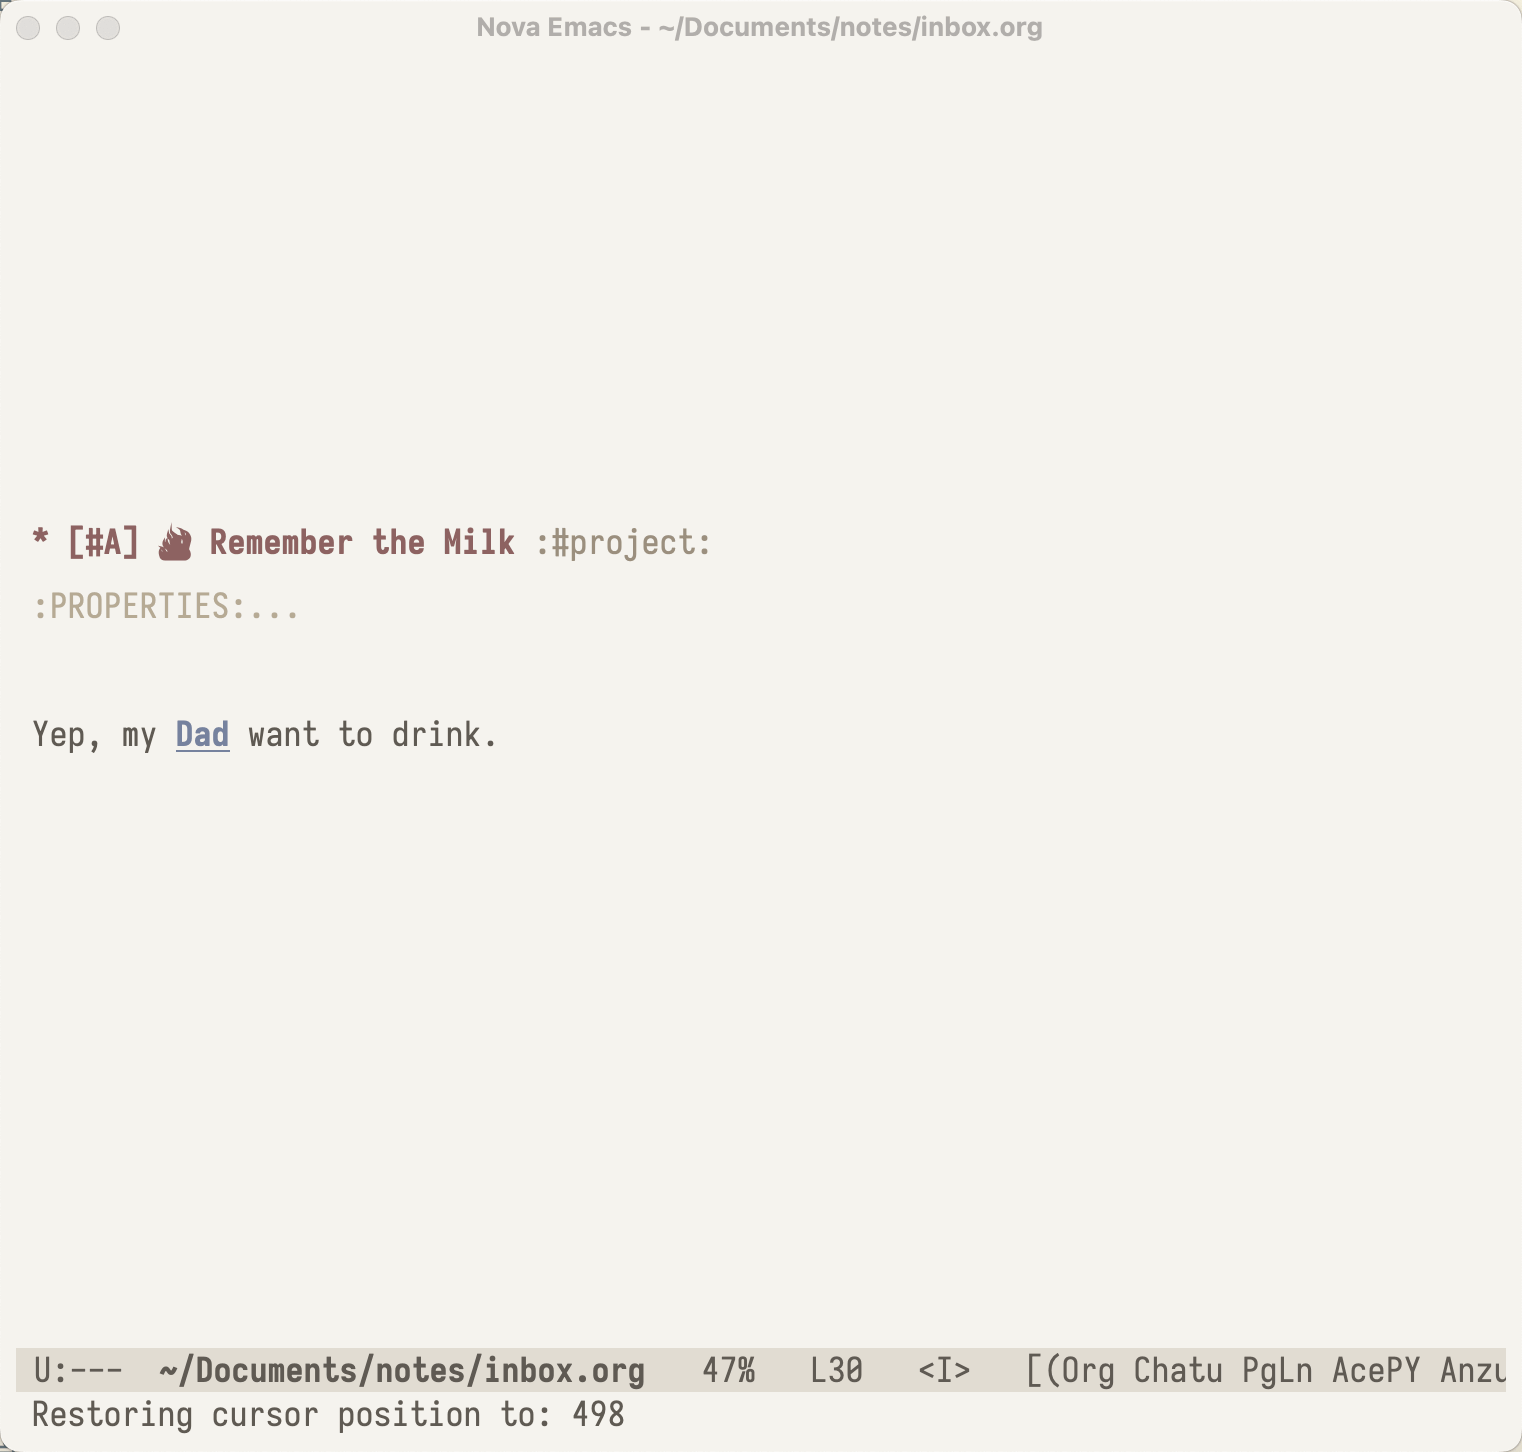 Nova Emacs - ~/Documents/notes/inbox.org
* [#A] Remember the Milk :#project:
:PROPERTIES:...
Yep, my Dad want to drink.
U:--- ~/Documents/notes/inbox.org 47% L30 <I> [(Org Chatu PgLn AcePY Anzu
Restoring cursor position to: 498